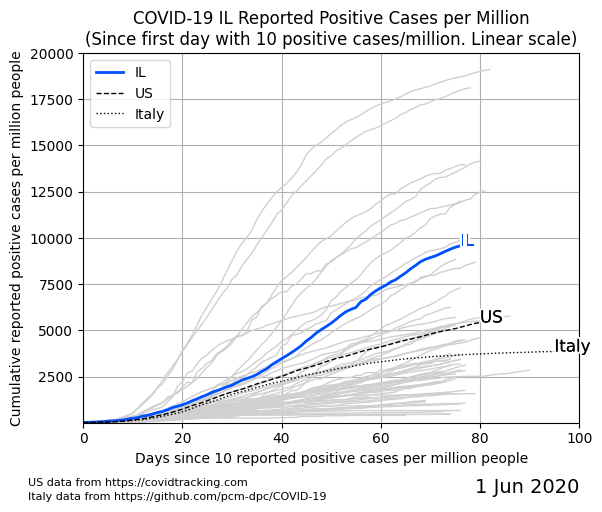 COVID-19 IL Reported Positive Cases per Million
(Since first day with 10 positive cases/million. Linear scale)
20000
17500
15000
12500
10000
7500
5000
2500
Cumulative reported positive cases per million people
IL
US
Italy
IL
US
Italy
0
20
40
60
80
100
Days since 10 reported positive cases per million people
US data from https://covidtracking.com
Italy data from https://github.com/pcm-dpc/COVID-19
1 Jun 2020